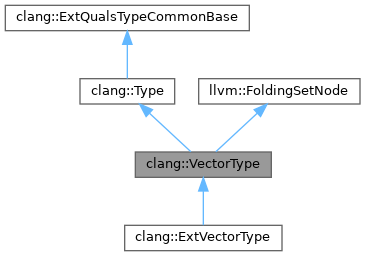 clang::ExtQualsTypeCommonBase
clang::Type
llvm::FoldingSetNode
clang::VectorType
clang::ExtVectorType